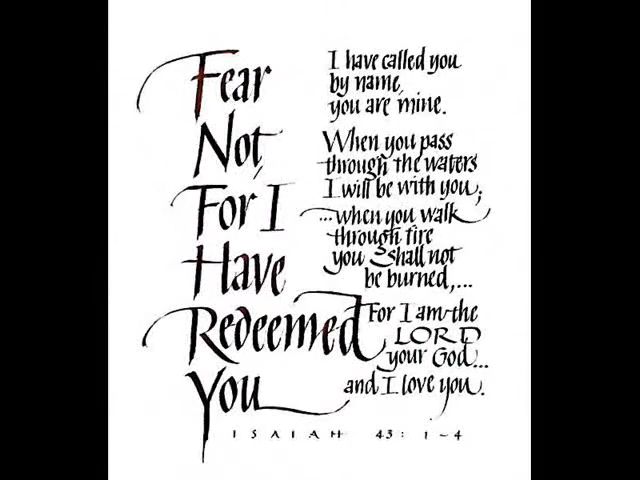 Fear
Not,
For I
Have
Redeemed
You
I have called you
by name,
you are mine.
When you pass
through the waters
I will be with you;
...when you walk
through fire
you shall not
be burned,...
For I am the
LORD
your God...
and I love you.
ISAIAH 43: 1-4